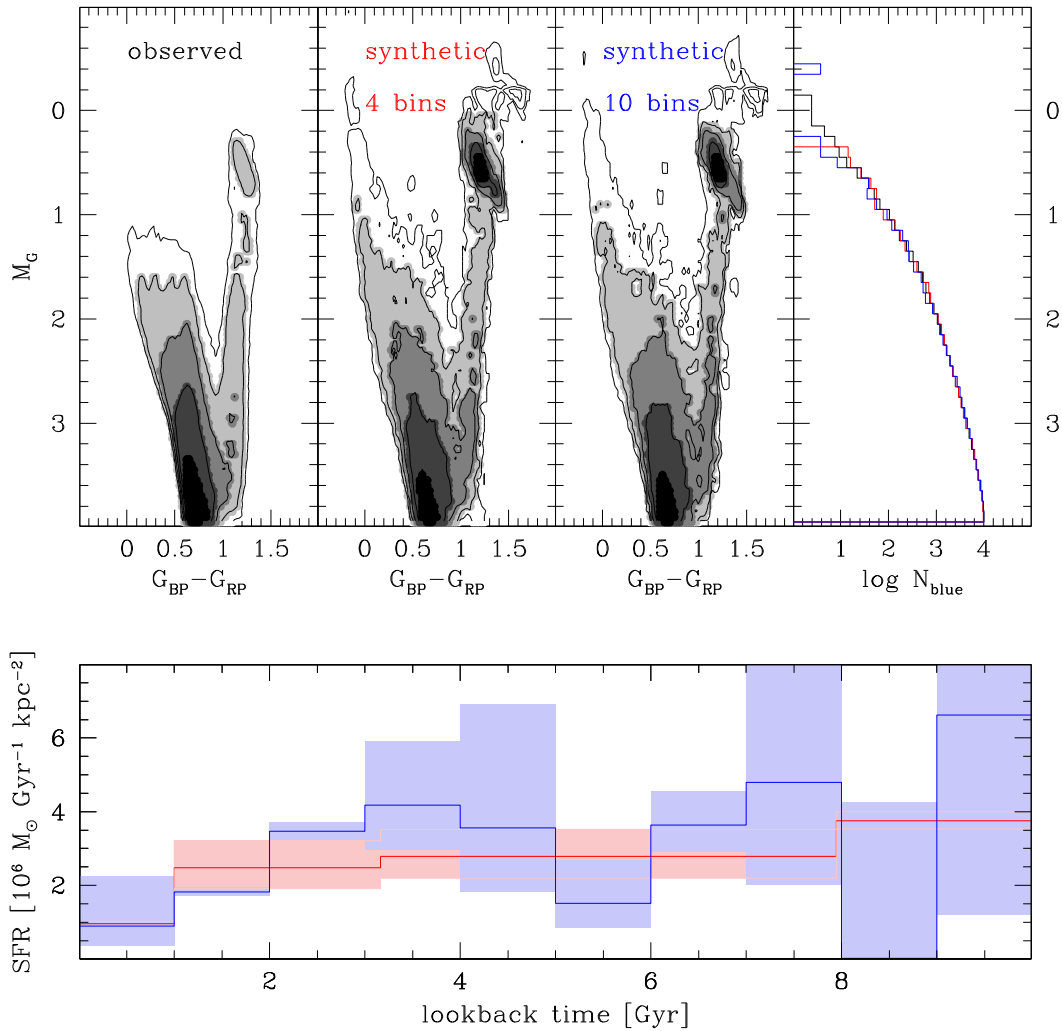 observed
synthetic
4 bins
synthetic
10 bins
0
1
2
3
M_G
0
1
2
3
0 0.5 1 1.5
0 0.5 1 1.5
0 0.5 1 1.5
1 2 3 4
G_BP−G_RP
G_BP−G_RP
G_BP−G_RP
log N_blue
SFR [10⁶ M_⊙ Gyr⁻¹ kpc⁻²]
6
4
2
2 4 6 8
lookback time [Gyr]